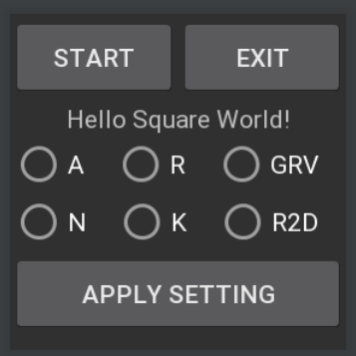 START EXIT
Hello Square World!
A R GRV
N K R2D
APPLY SETTING